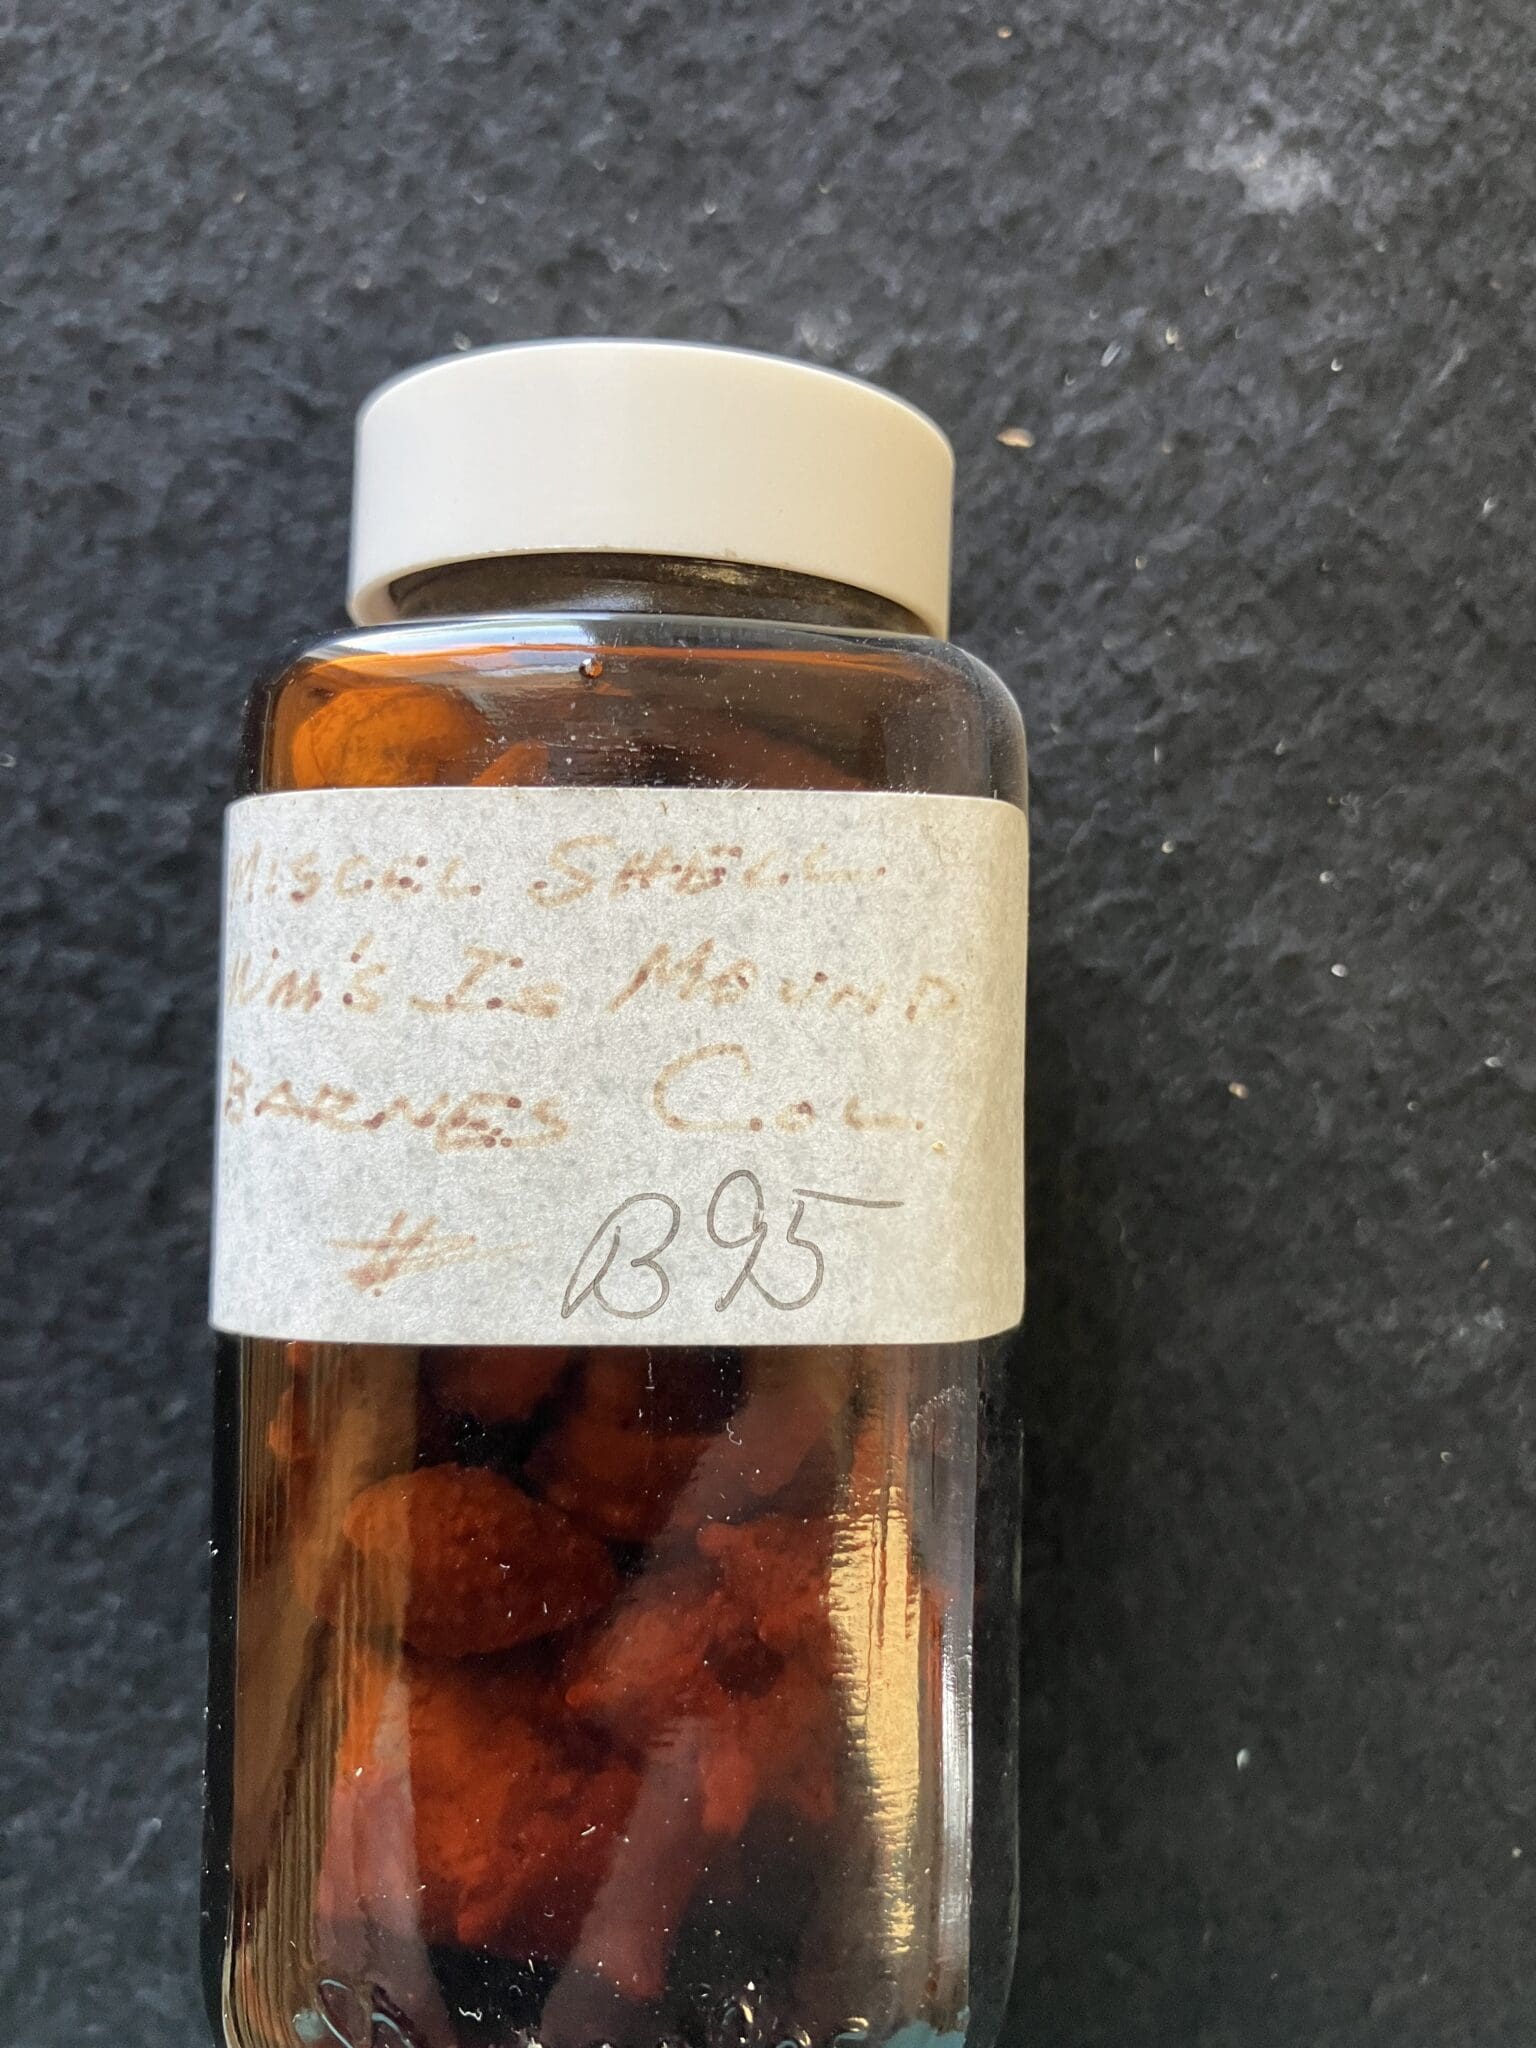 MISCEL SHELL
Wm's Is MOUND
BARNES COL.
# B95